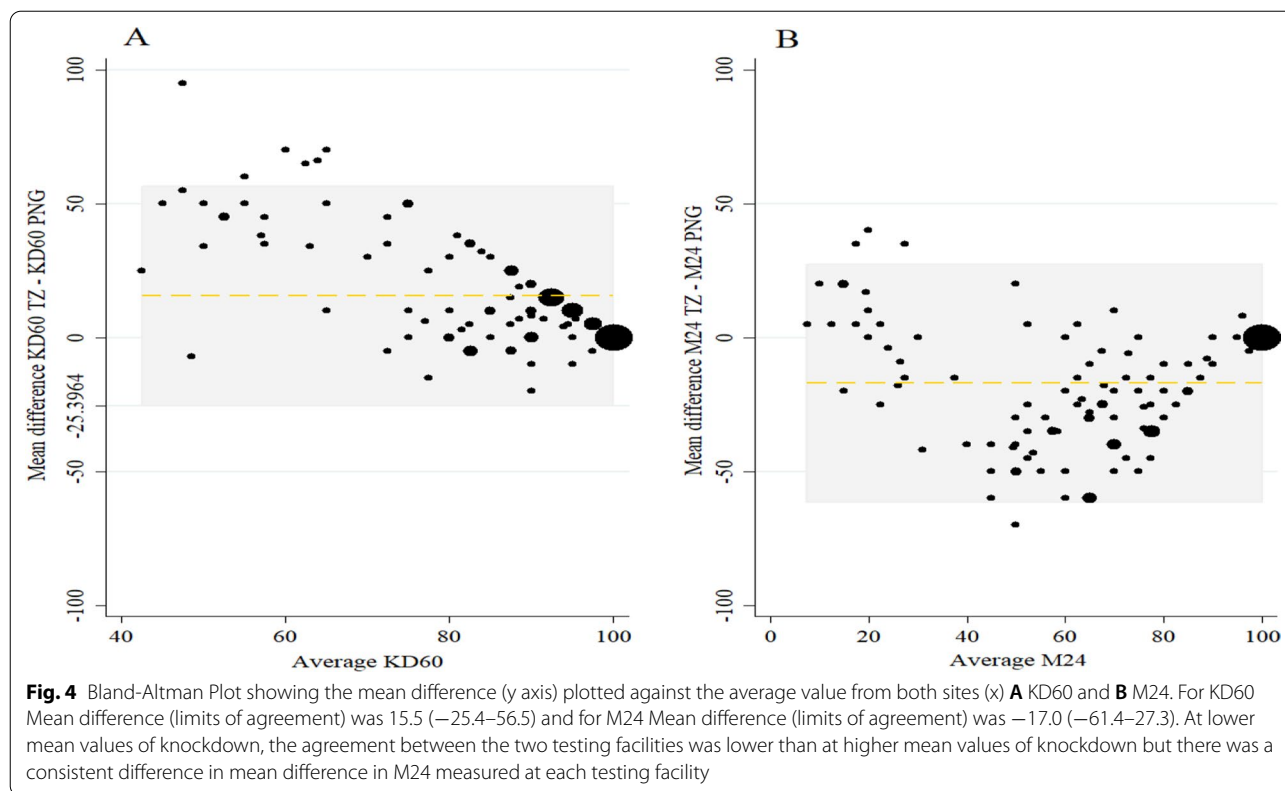 A
B
Mean difference KD60 TZ - KD60 PNG
100
50
0
-25.3964
-50
-100
40
60
80
100
Average KD60
Mean difference M24 TZ - M24 PNG
100
50
0
-50
-100
0
20
40
60
80
100
Average M24
Fig. 4 Bland-Altman Plot showing the mean difference (y axis) plotted against the average value from both sites (x) A KD60 and B M24. For KD60
Mean difference (limits of agreement) was 15.5 (−25.4–56.5) and for M24 Mean difference (limits of agreement) was −17.0 (−61.4–27.3). At lower
mean values of knockdown, the agreement between the two testing facilities was lower than at higher mean values of knockdown but there was a
consistent difference in mean difference in M24 measured at each testing facility